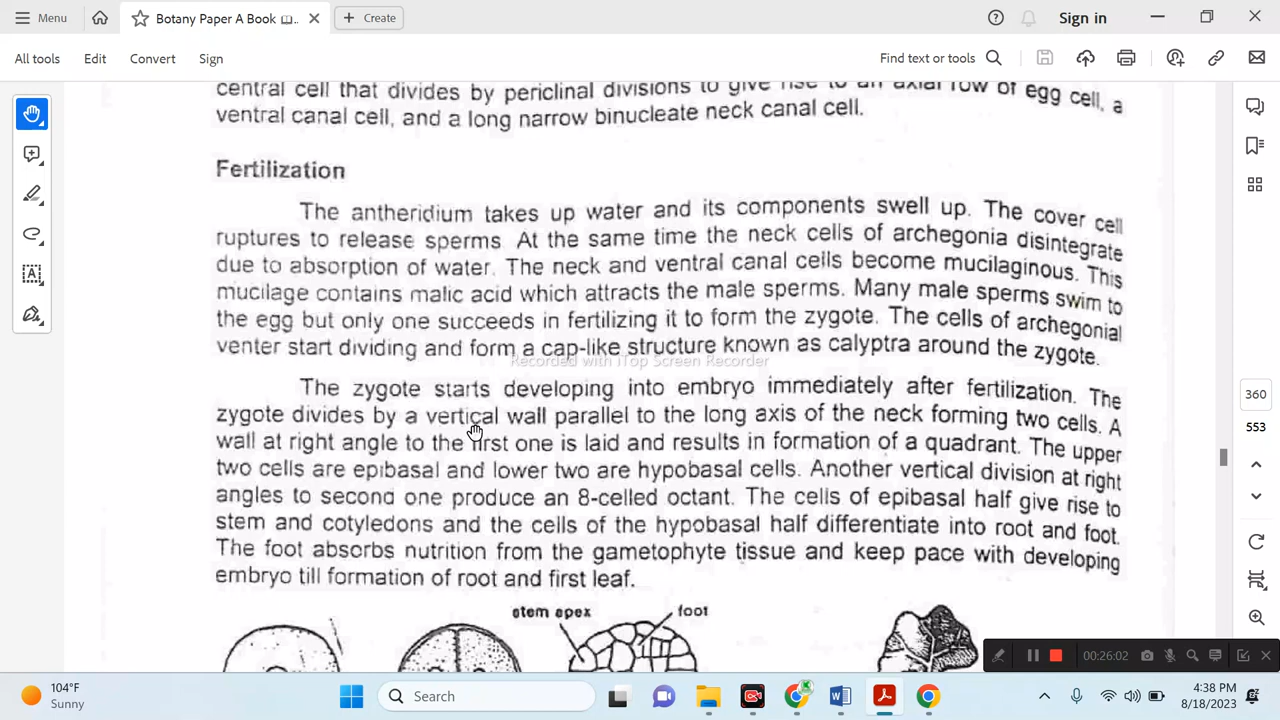 Menu
Botany Paper A Book
Create
Sign in
All tools
Edit
Convert
Sign
Find text or tools
central cell that divides by periclinal divisions to give rise to an axial row of egg cell, a
ventral canal cell, and a long narrow binucleate neck canal cell.
Fertilization
The antheridium takes up water and its components swell up. The cover cell
ruptures to release sperms. At the same time the neck cells of archegonia disintegrate
due to absorption of water. The neck and ventral canal cells become mucilaginous. This
mucilage contains malic acid which attracts the male sperms. Many male sperms swim to
the egg but only one succeeds in fertilizing it to form the zygote. The cells of archegonial
venter start dividing and form a cap-like structure known as calyptra around the zygote.
Recorded with iTop Screen Recorder
The zygote starts developing into embryo immediately after fertilization. The
zygote divides by a vertical wall parallel to the long axis of the neck forming two cells. A
wall at right angle to the first one is laid and results in formation of a quadrant. The upper
two cells are epibasal and lower two are hypobasal cells. Another vertical division at right
angles to second one produce an 8-celled octant. The cells of epibasal half give rise to
stem and cotyledons and the cells of the hypobasal half differentiate into root and foot.
The foot absorbs nutrition from the gametophyte tissue and keep pace with developing
embryo till formation of root and first leaf.
stem apex
foot
360
553
00:26:02
104°F
Sunny
Search
4:38 PM
8/18/2023